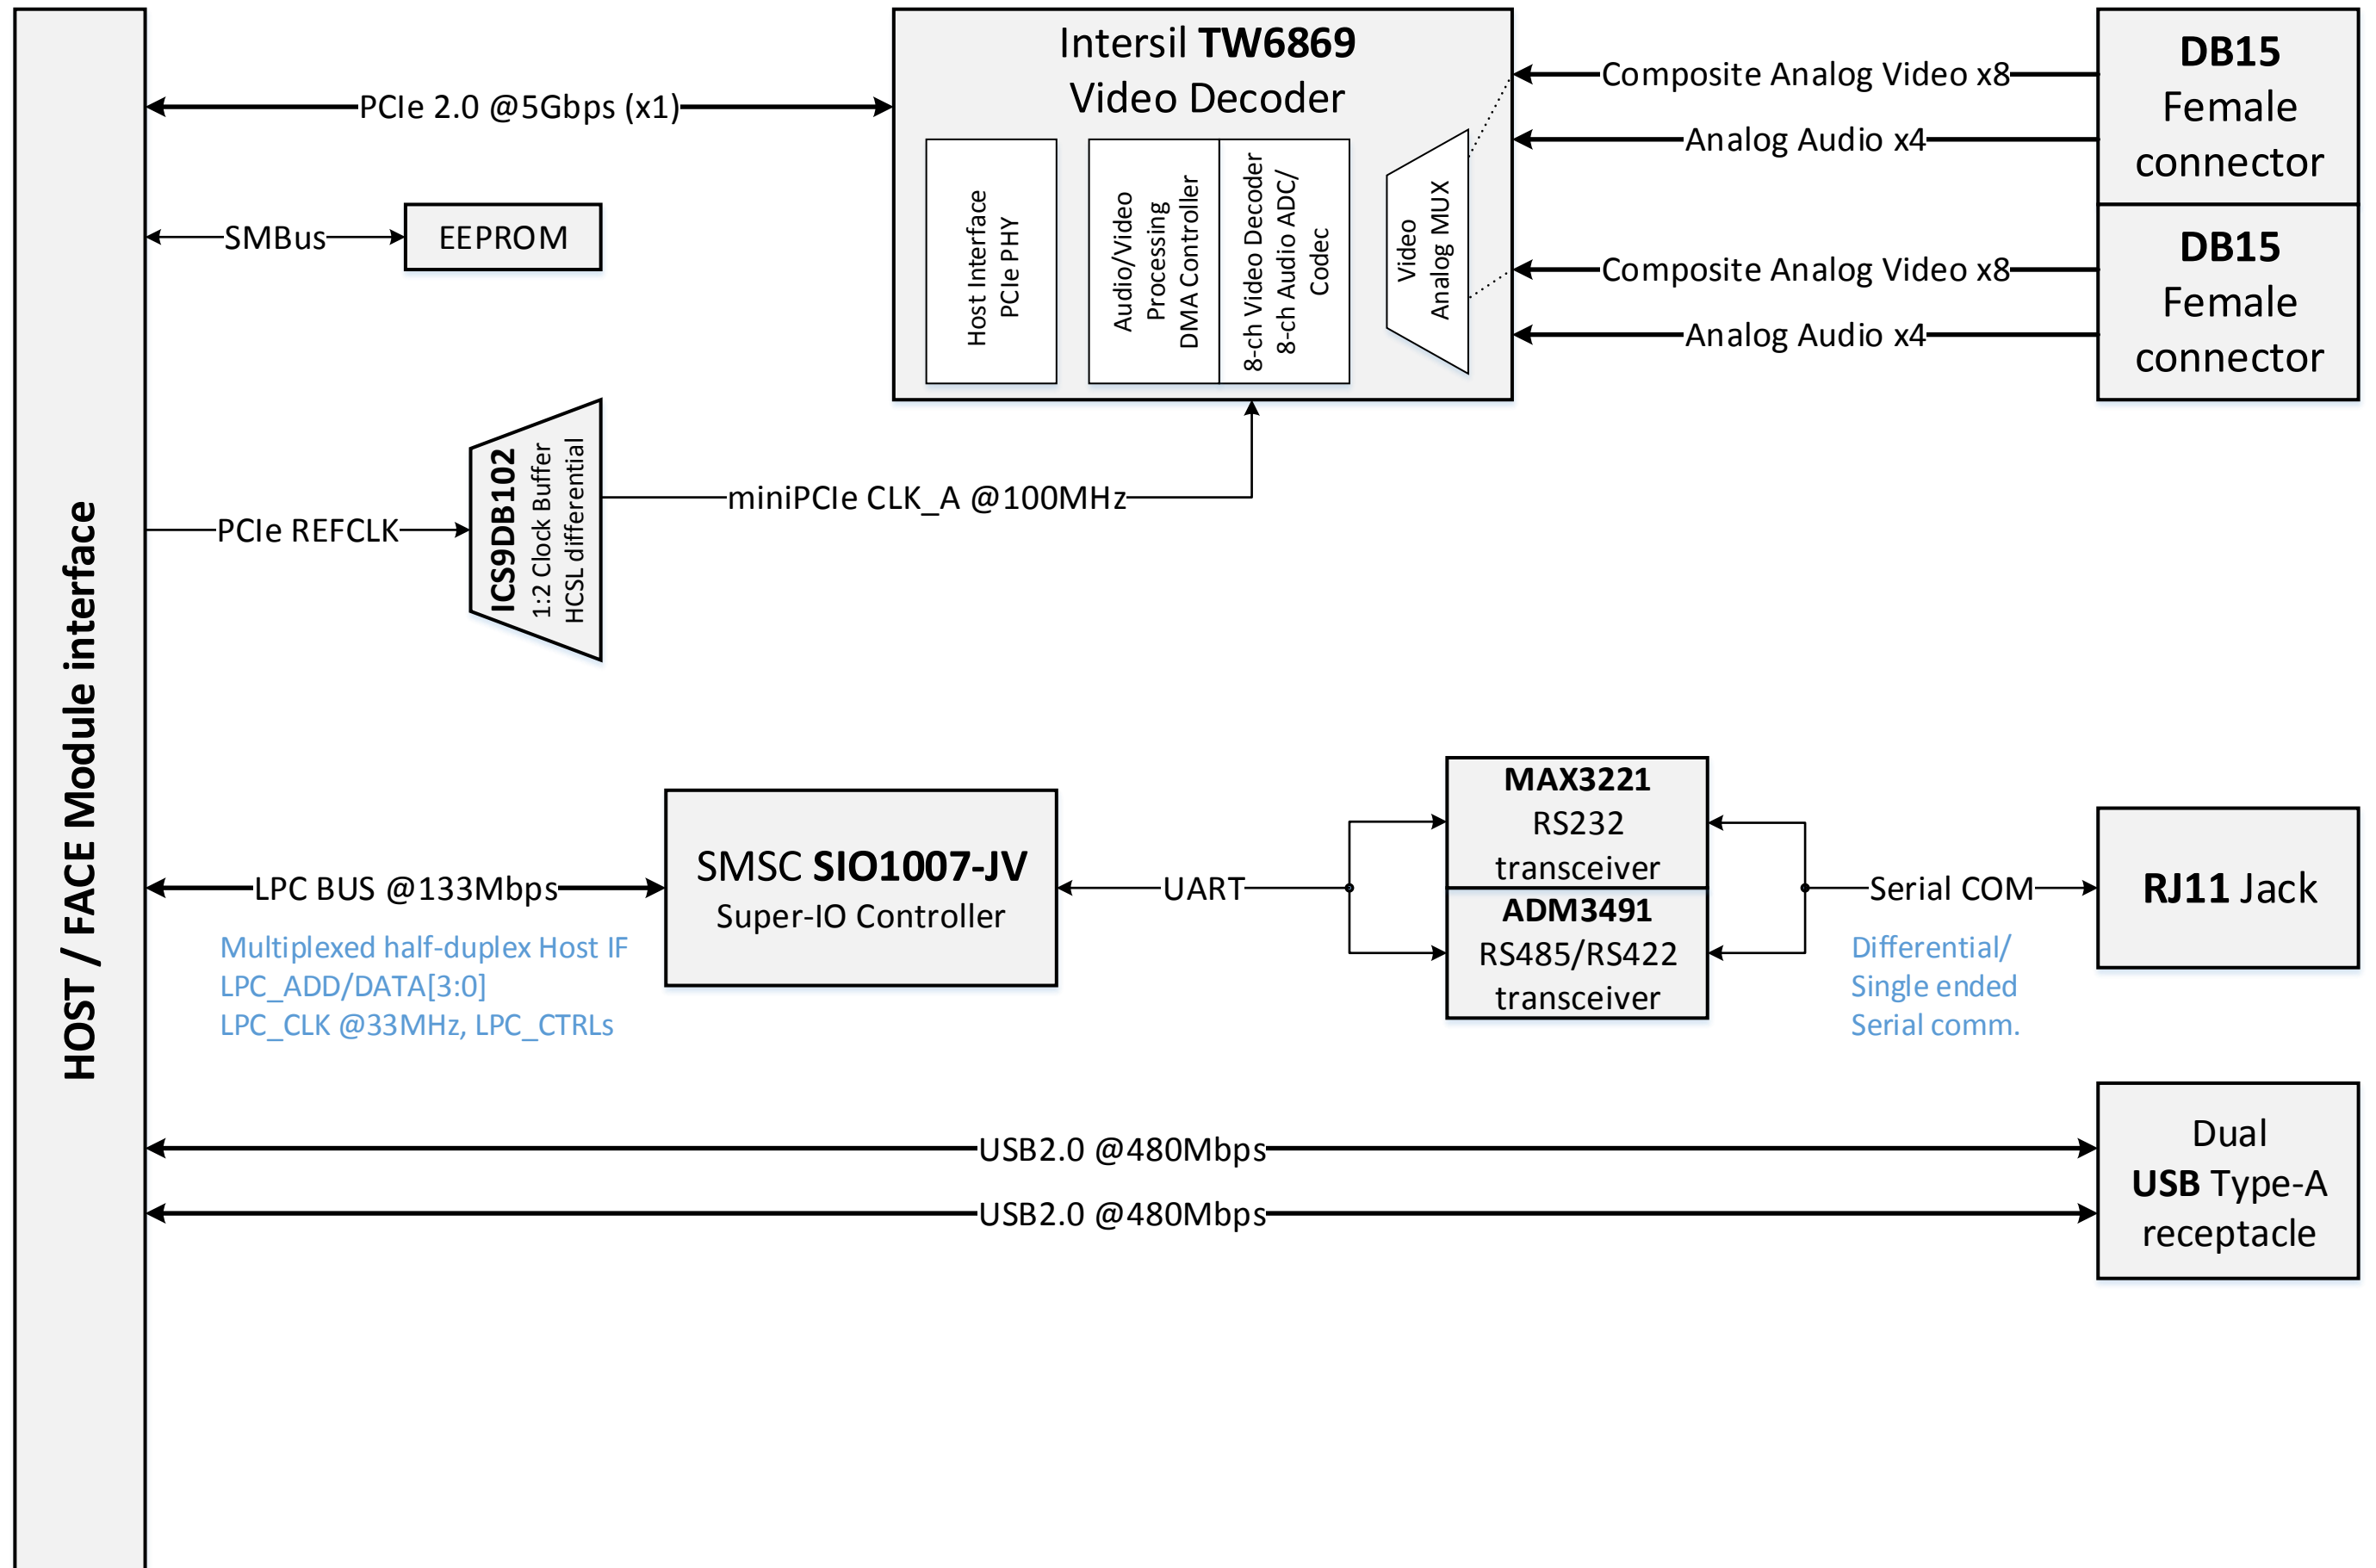 HOST / FACE Module interface
PCIe 2.0 @5Gbps (x1)
SMBus
EEPROM
Intersil TW6869
Video Decoder
Host Interface
PCIe PHY
Audio/Video
Processing
DMA Controller
8-ch Video Decoder
8-ch Audio ADC/
Codec
Video
Analog MUX
Composite Analog Video x8
Analog Audio x4
Composite Analog Video x8
Analog Audio x4
DB15
Female
connector
DB15
Female
connector
PCIe REFCLK
ICS9DB102
1:2 Clock Buffer
HCSL differential
miniPCIe CLK_A @100MHz
LPC BUS @133Mbps
Multiplexed half-duplex Host IF
LPC_ADD/DATA[3:0]
LPC_CLK @33MHz, LPC_CTRLs
SMSC SIO1007-JV
Super-IO Controller
UART
MAX3221
RS232
transceiver
ADM3491
RS485/RS422
transceiver
Serial COM
Differential/
Single ended
Serial comm.
RJ11 Jack
USB2.0 @480Mbps
USB2.0 @480Mbps
Dual
USB Type-A
receptacle